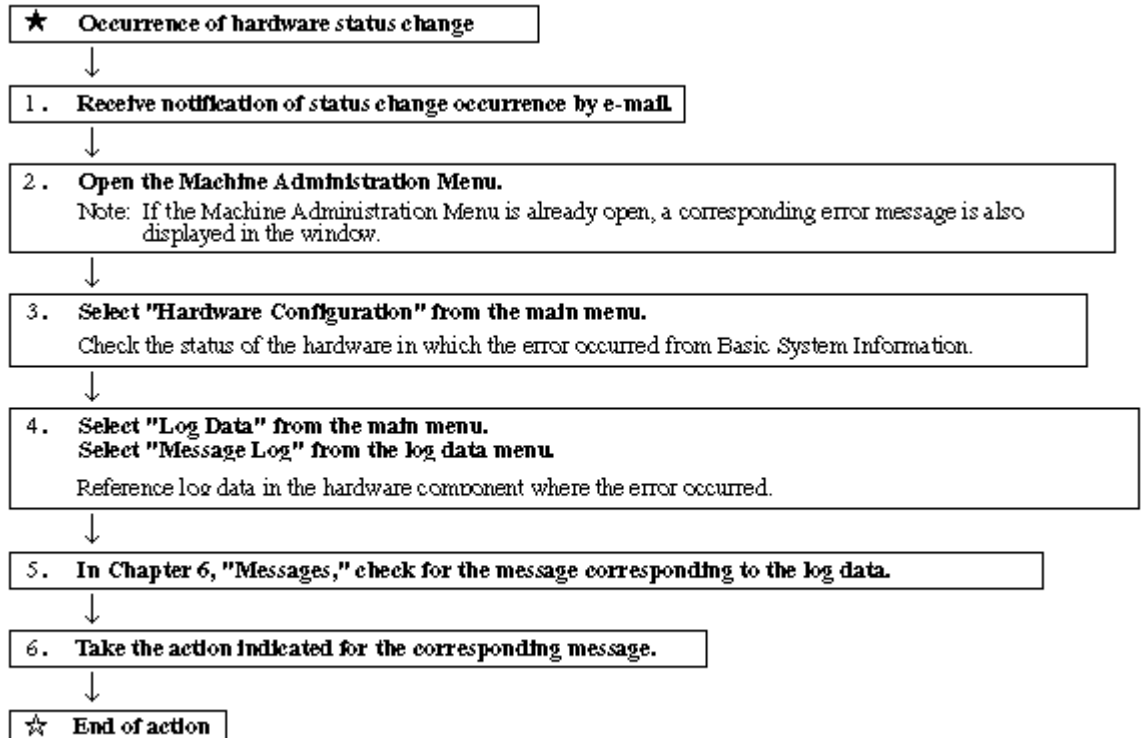 ★ Occurrence of hardware status change
1. Receive notification of status change occurrence by e-mail.
2. Open the Machine Administration Menu.
Note: If the Machine Administration Menu is already open, a corresponding error message is also
displayed in the window.
3. Select "Hardware Configuration" from the main menu.
Check the status of the hardware in which the error occurred from Basic System Information.
4. Select "Log Data" from the main menu.
Select "Message Log" from the log data menu.
Reference log data in the hardware component where the error occurred.
5. In Chapter 6, "Messages," check for the message corresponding to the log data.
6. Take the action indicated for the corresponding message.
☆ End of action